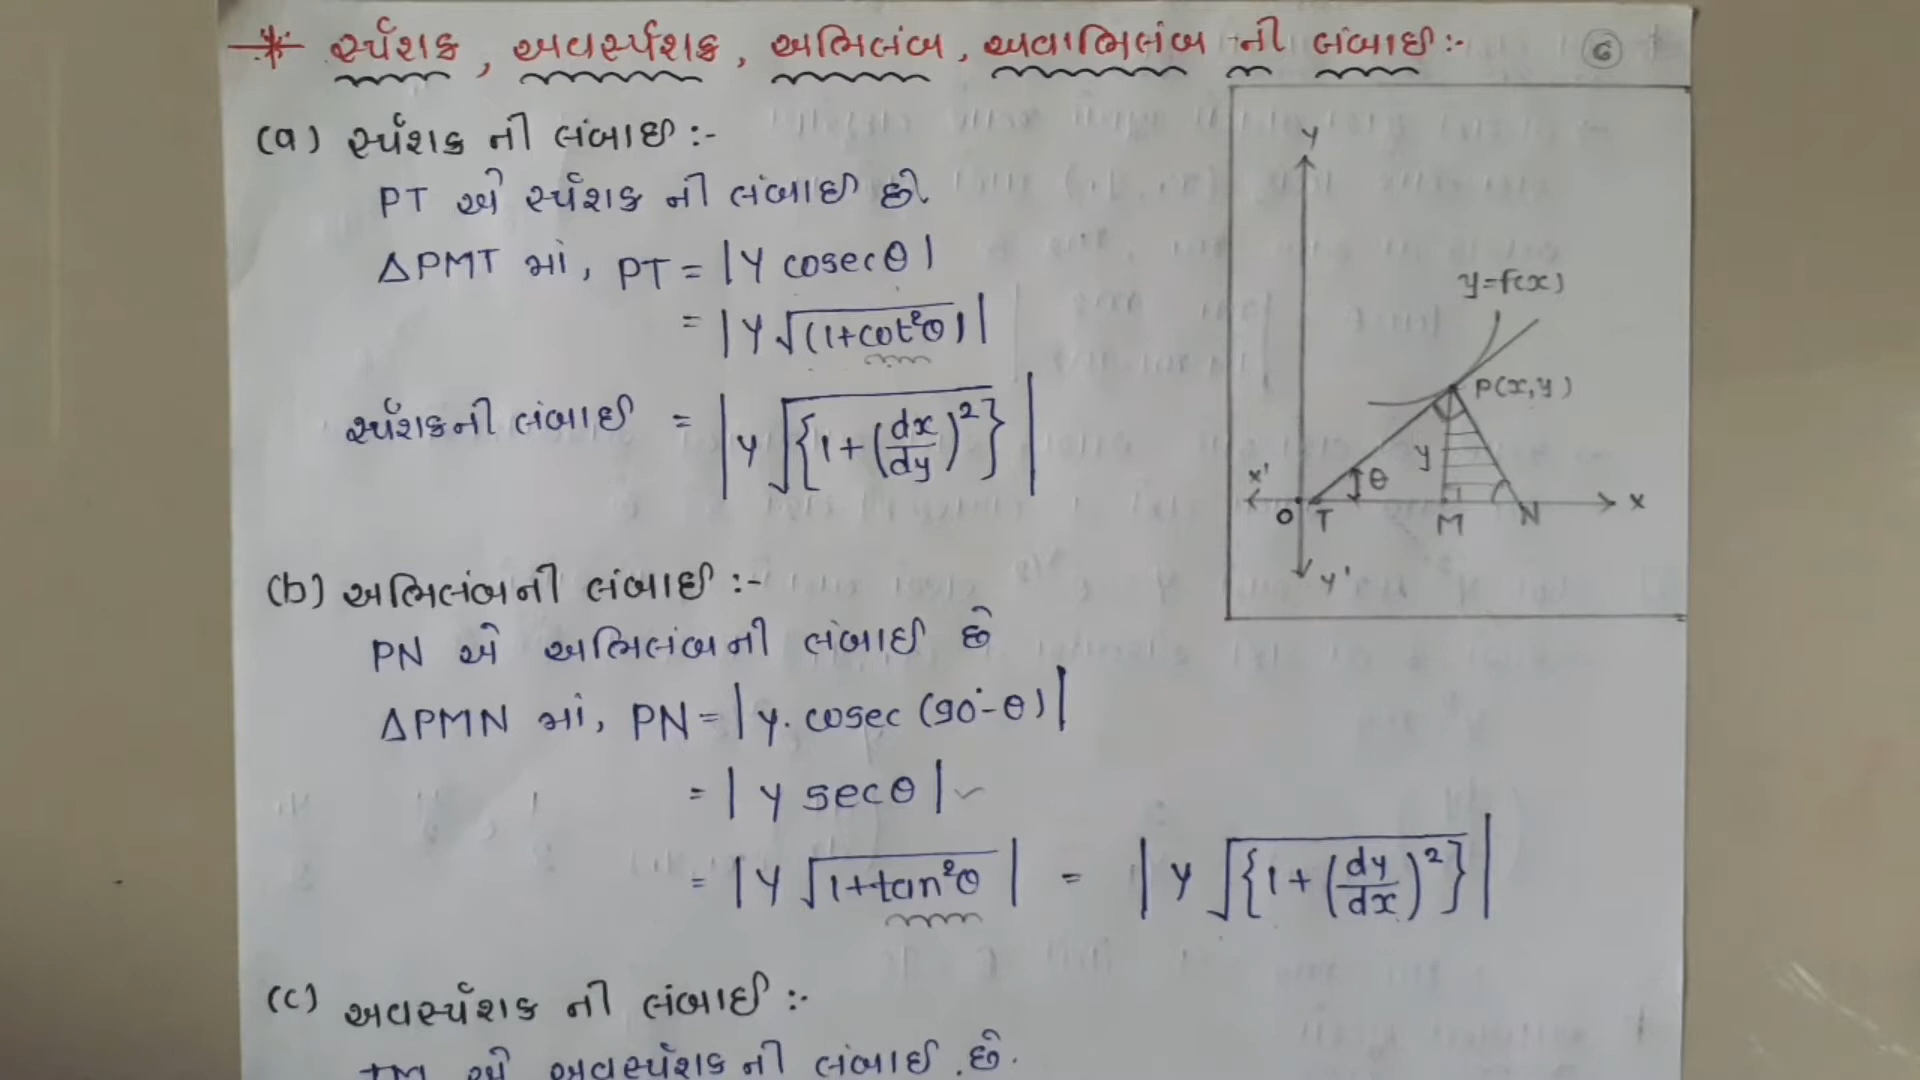 * સ્પર્શક, અવસ્પર્શક, અભિલંબ, અવાભિલંબ ની લંબાઈ:-
6
(a) સ્પર્શક ની લંબાઈ:-
PT એ સ્પર્શક ની લંબાઈ છે
ΔPMT માં, PT = |y cosecθ|
= |y√(1+cot²θ)|
સ્પર્શકની લંબાઈ = |y√{1+(dx/dy)²}|
(b) અભિલંબની લંબાઈ:-
PN એ અભિલંબની લંબાઈ છે
ΔPMN માં, PN = |y. cosec (90°-θ)|
= |y secθ|
= |y√1+tan²θ| = |y√{1+(dy/dx)²}|
(c) અવસ્પર્શક ની લંબાઈ:-
TM એ અવસ્પર્શક ની લંબાઈ છે.
Y
y=f(x)
P(x,y)
y
θ
x'
O T M N x
y'